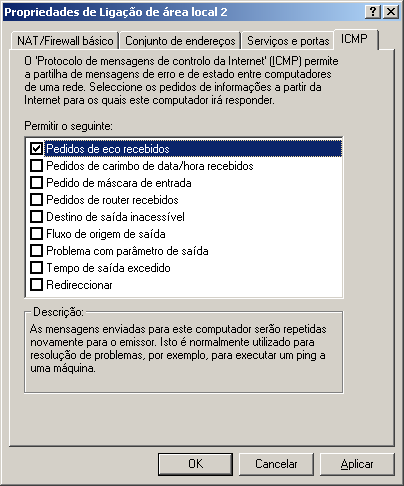 Propriedades de Ligação de área local 2
NAT/Firewall básico
Conjunto de endereços
Serviços e portas
ICMP
O 'Protocolo de mensagens de controlo da Internet' (ICMP) permite
a partilha de mensagens de erro e de estado entre computadores
de uma rede. Seleccione os pedidos de informações a partir da
Internet para os quais este computador irá responder.
Permitir o seguinte:
Pedidos de eco recebidos
Pedidos de carimbo de data/hora recebidos
Pedido de máscara de entrada
Pedidos de router recebidos
Destino de saída inacessível
Fluxo de origem de saída
Problema com parâmetro de saída
Tempo de saída excedido
Redireccionar
Descrição:
As mensagens enviadas para este computador serão repetidas
novamente para o emissor. Isto é normalmente utilizado para
resolução de problemas, por exemplo, para executar um ping a
uma máquina.
OK
Cancelar
Aplicar